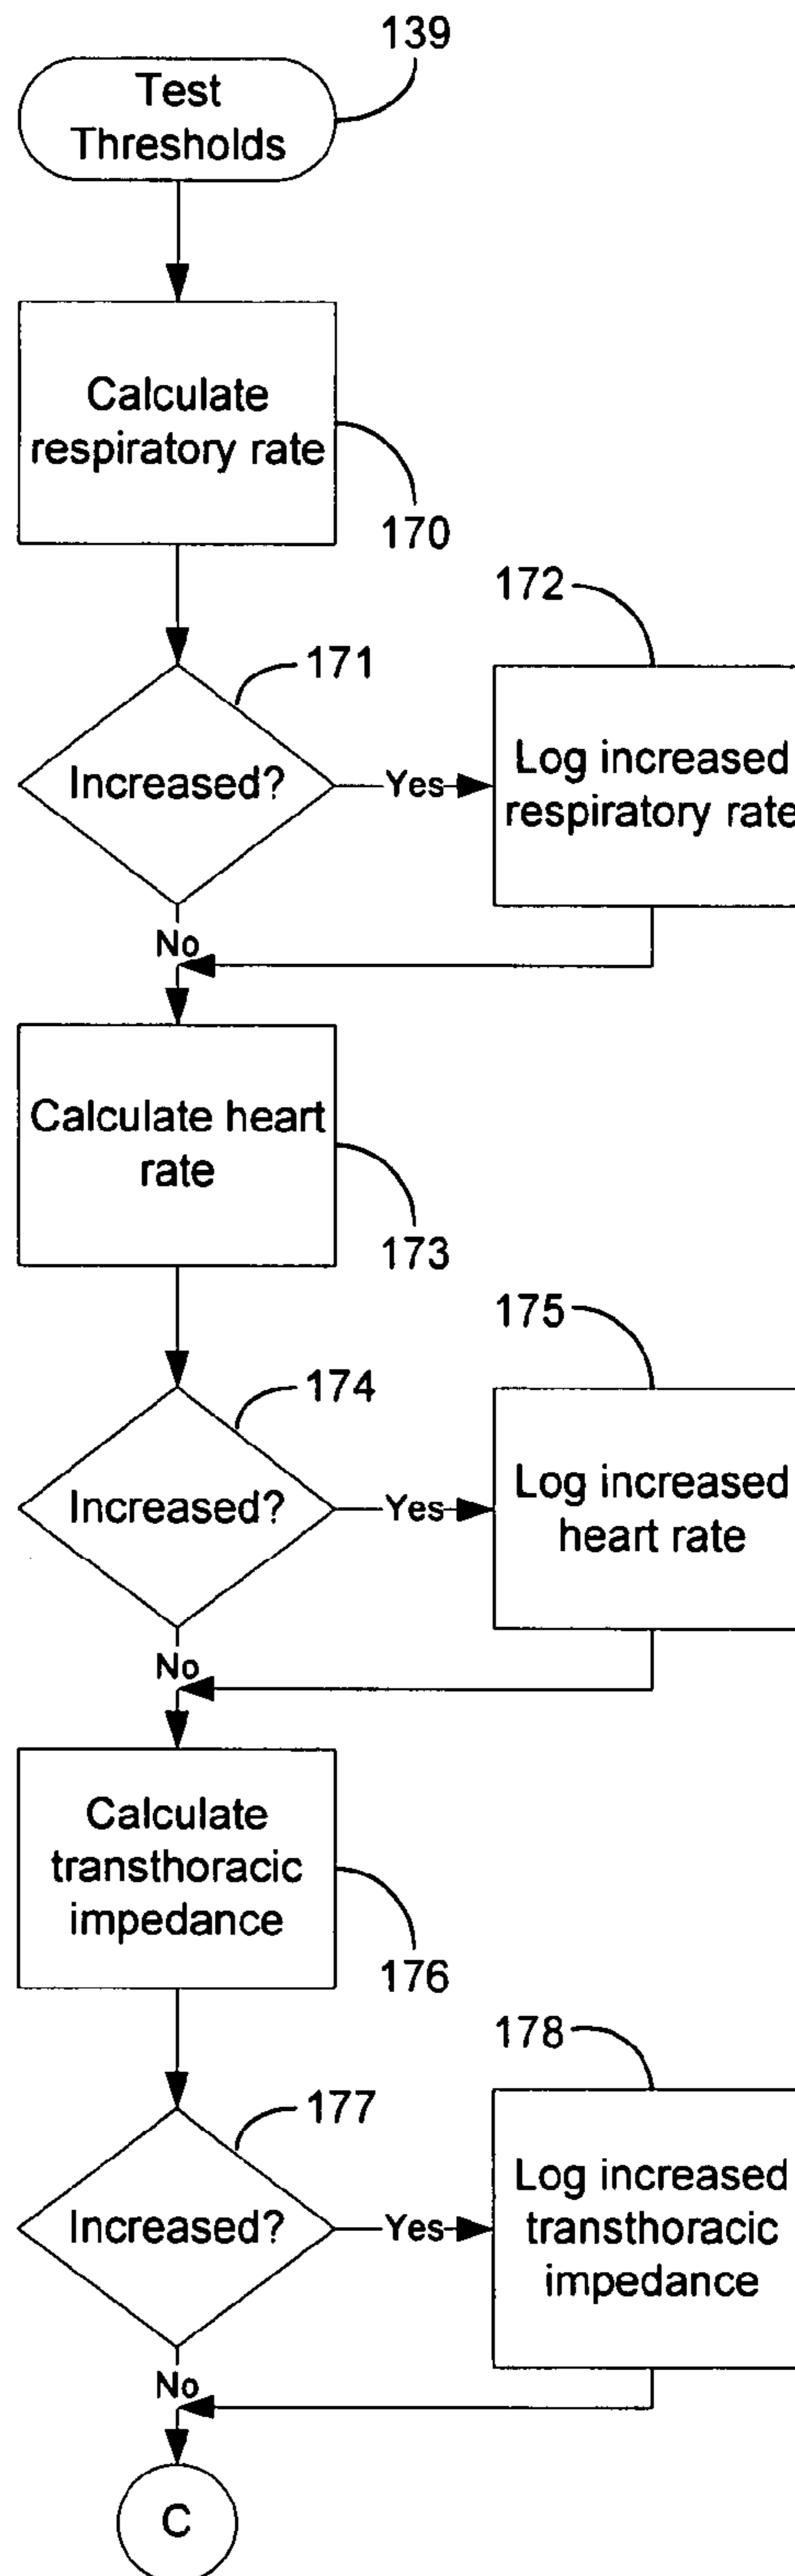 139
Test
Thresholds
Calculate
respiratory rate
170
172
171
Increased?
Yes
Log increased
respiratory rate
No
Calculate heart
rate
173
175
174
Increased?
Yes
Log increased
heart rate
No
Calculate
transthoracic
impedance
176
178
177
Increased?
Yes
Log increased
transthoracic
impedance
No
C